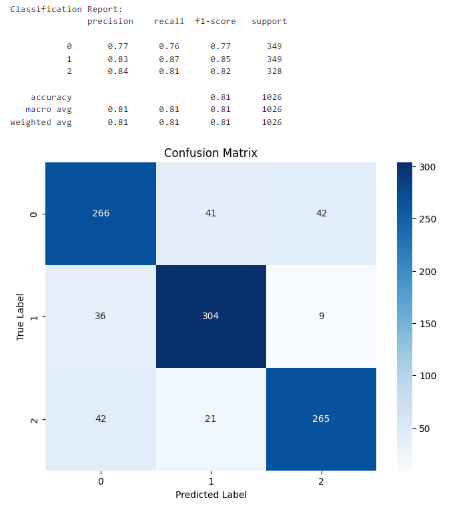 Classification Report:
precision recall f1-score support
0 0.77 0.76 0.77 349
1 0.83 0.87 0.85 349
2 0.84 0.81 0.82 328
accuracy 0.81 1026
macro avg 0.81 0.81 0.81 1026
weighted avg 0.81 0.81 0.81 1026
Confusion Matrix
0 266 41 42
1 36 304 9
2 42 21 265
True Label
0 1 2
Predicted Label
300
250
200
150
100
50